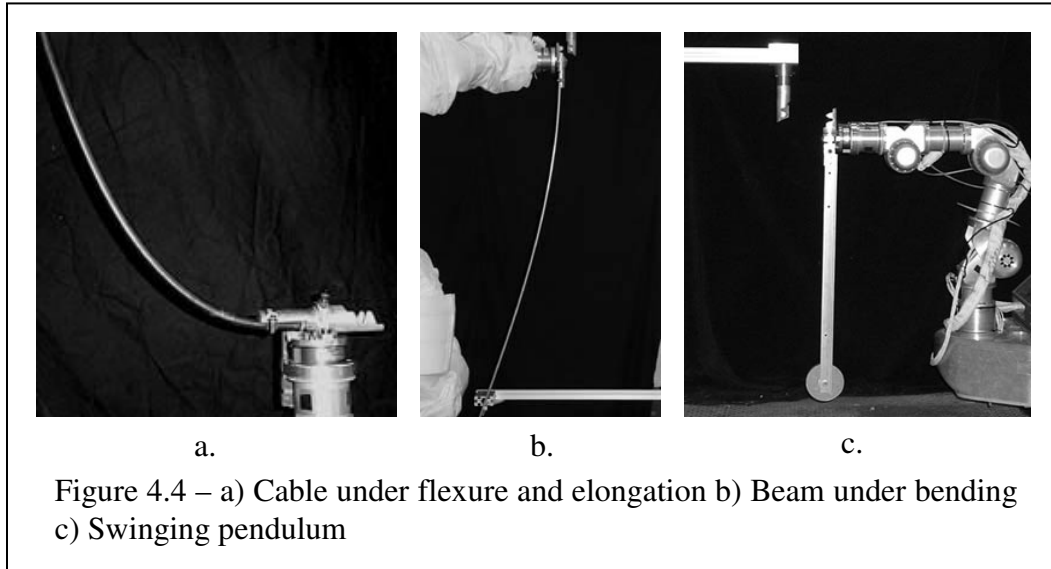 a.
b.
c.
Figure 4.4 – a) Cable under flexure and elongation b) Beam under bending
c) Swinging pendulum